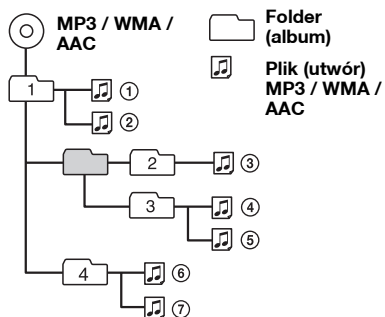 MP3 / WMA /
AAC
Folder
(album)
Plik (utwór)
MP3 / WMA /
AAC
1
①
②
2
③
3
④
⑤
4
⑥
⑦